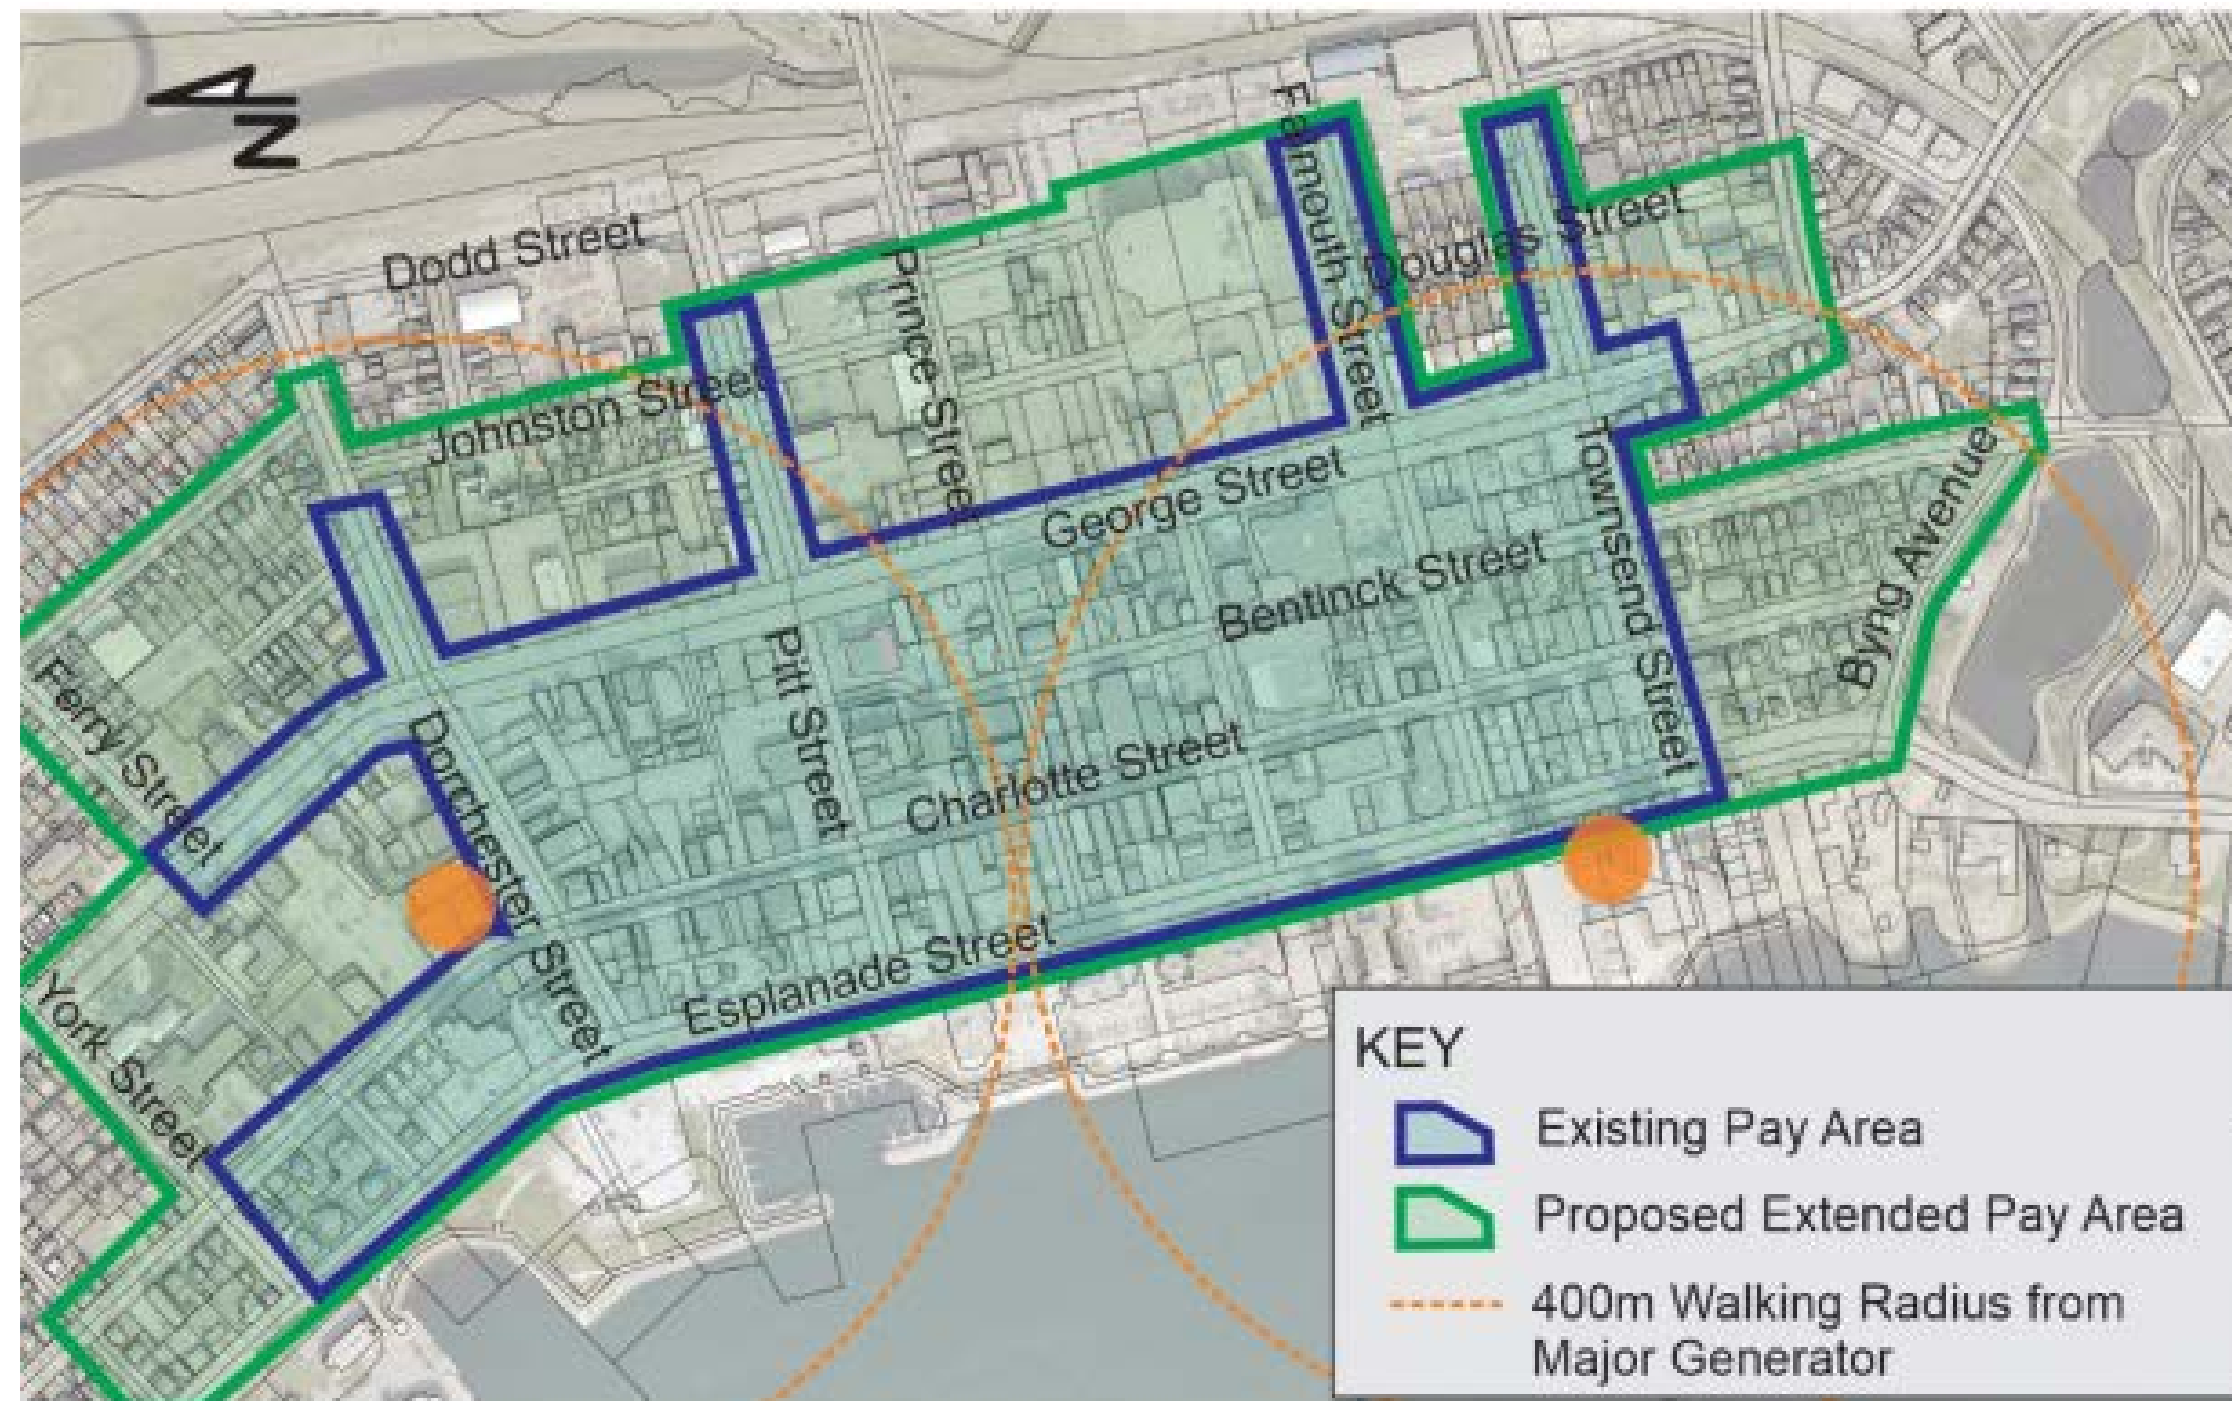 N
Dodd Street
Falmouth Street
Douglas Street
Prince Street
Johnston Street
George Street
Townsend Street
Bentinck Street
Byng Avenue
Ferry Street
Pitt Street
Dorchester Street
Charlotte Street
Esplanade Street
York Street
KEY
Existing Pay Area
Proposed Extended Pay Area
400m Walking Radius from
Major Generator